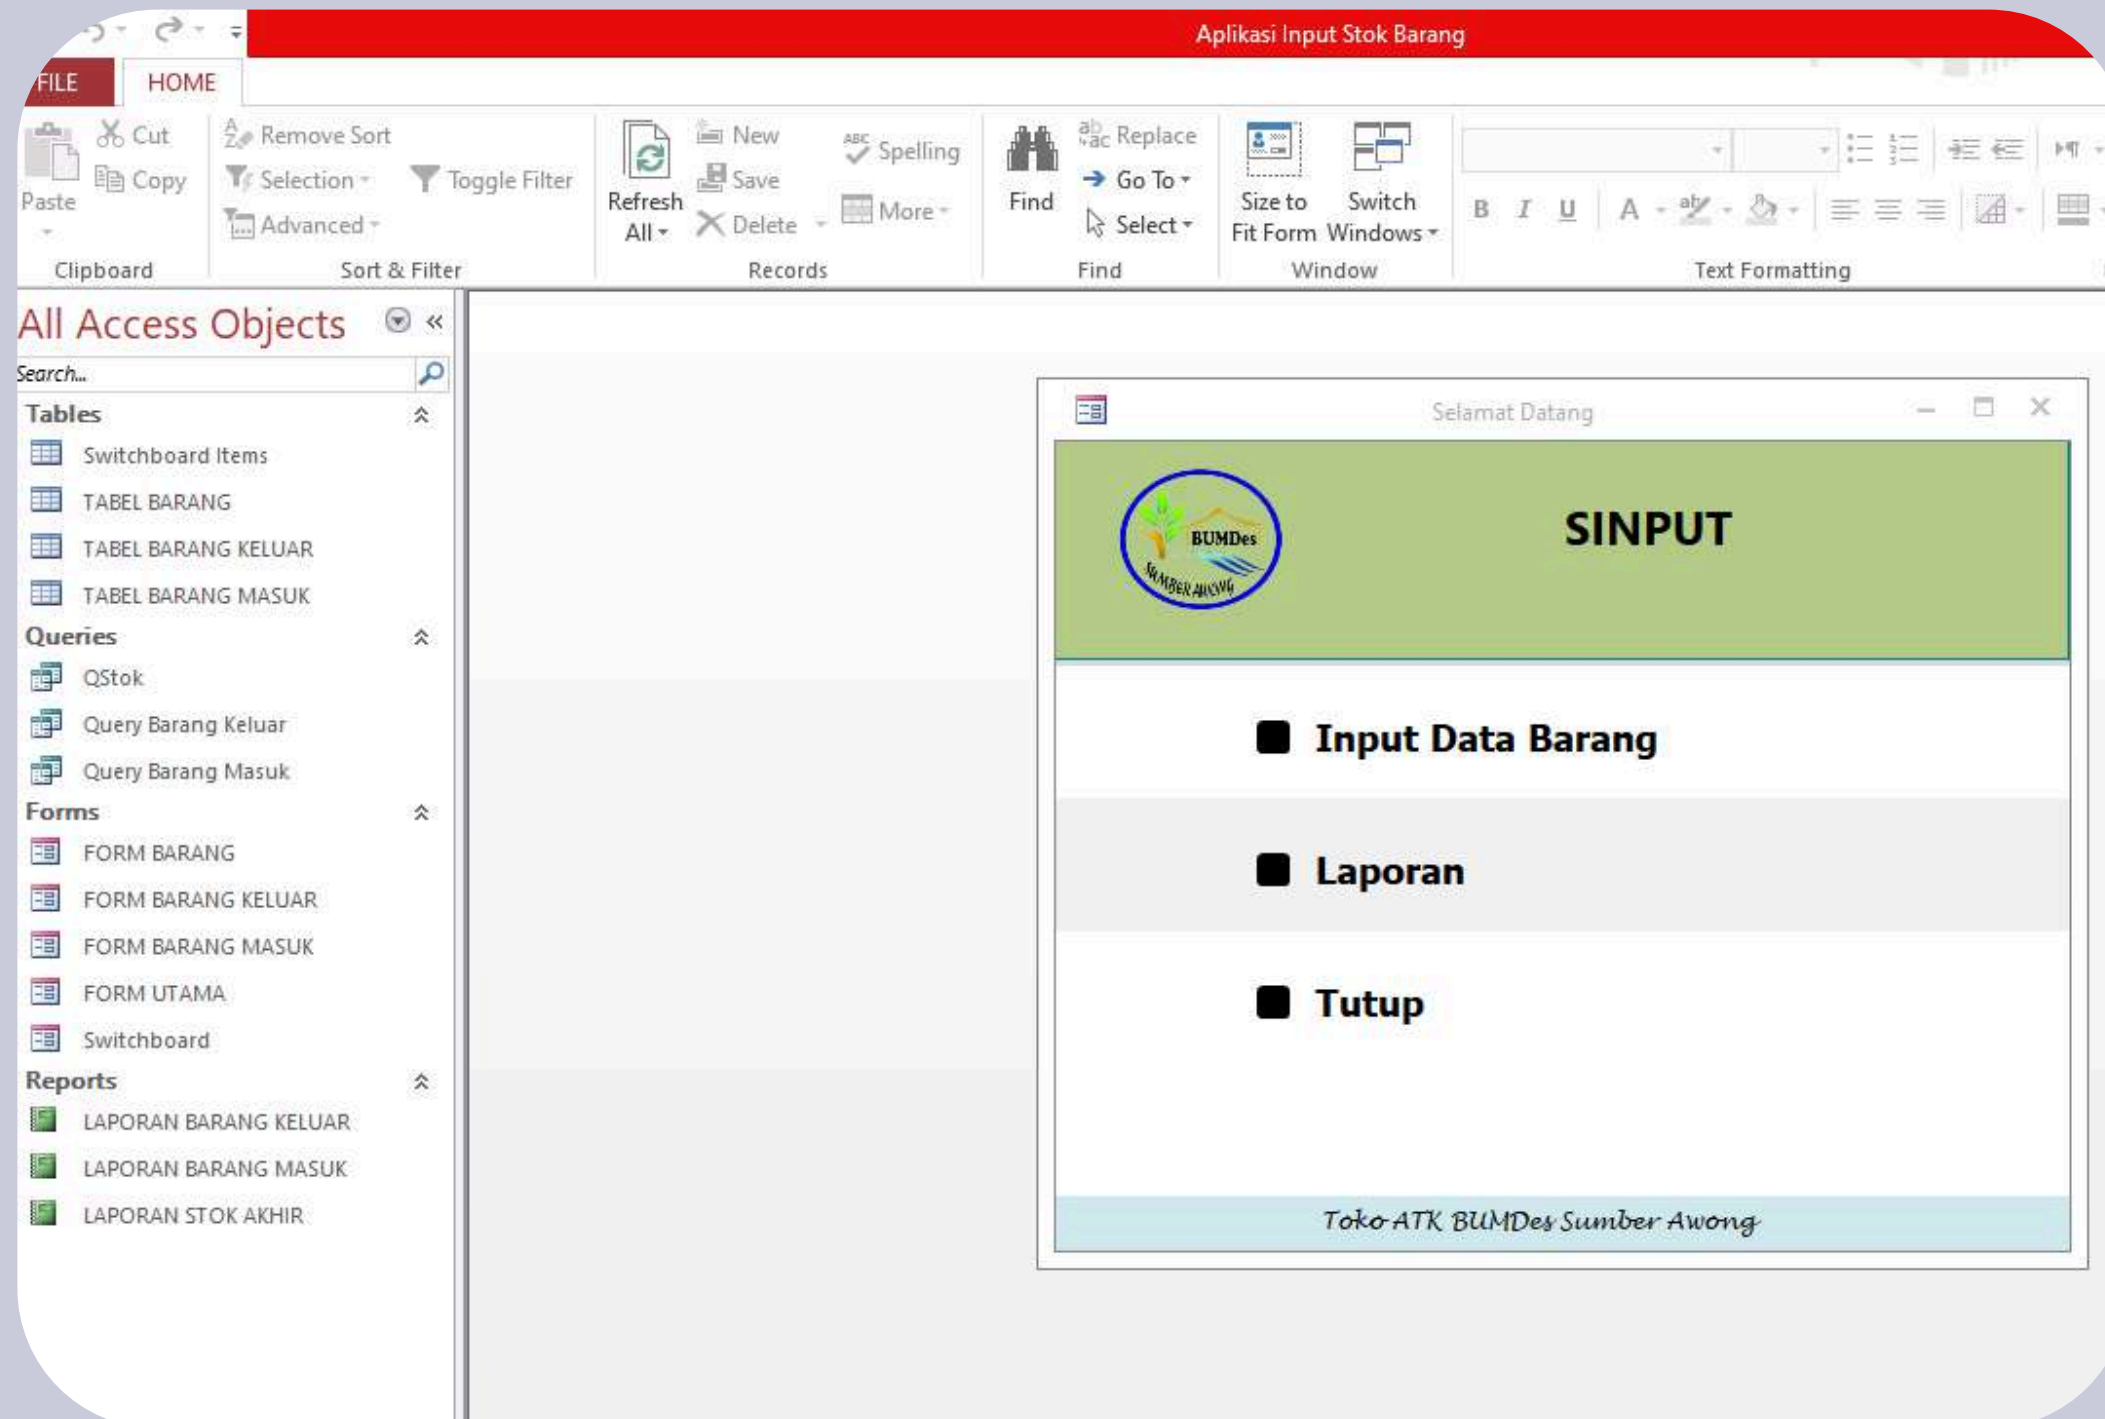 Aplikasi Input Stok Barang
FILE HOME
Cut
Copy
Paste
Clipboard
Remove Sort
Selection
Toggle Filter
Advanced
Sort & Filter
Refresh All
New
Save
Delete
Spelling
More
Records
Find
Replace
Go To
Select
Find
Size to Fit Form
Switch Windows
Window
B I U A
Text Formatting
All Access Objects
Search...
Tables
Switchboard Items
TABEL BARANG
TABEL BARANG KELUAR
TABEL BARANG MASUK
Queries
QStok
Query Barang Keluar
Query Barang Masuk
Forms
FORM BARANG
FORM BARANG KELUAR
FORM BARANG MASUK
FORM UTAMA
Switchboard
Reports
LAPORAN BARANG KELUAR
LAPORAN BARANG MASUK
LAPORAN STOK AKHIR
Selamat Datang
BUMDes
SUMBER AWONG
SINPUT
Input Data Barang
Laporan
Tutup
Toko ATK BUMDes Sumber Awong